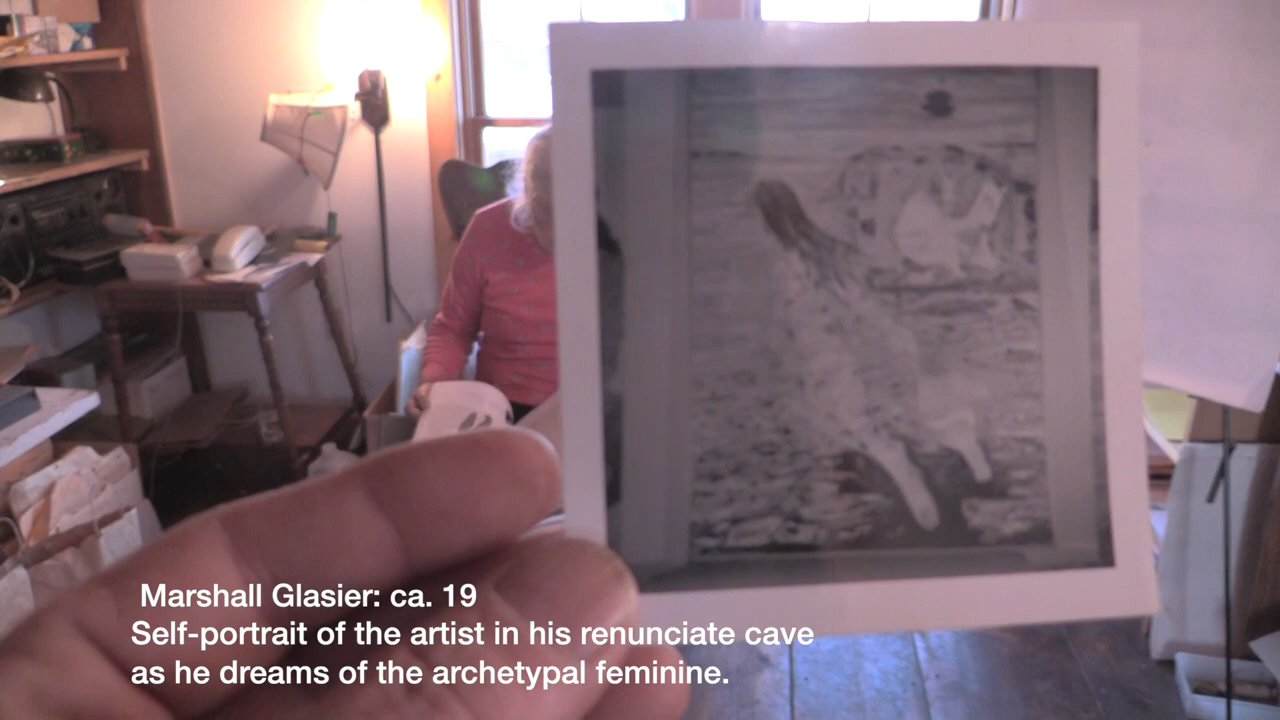 Marshall Glasier: ca. 19
Self-portrait of the artist in his renunciate cave
as he dreams of the archetypal feminine.